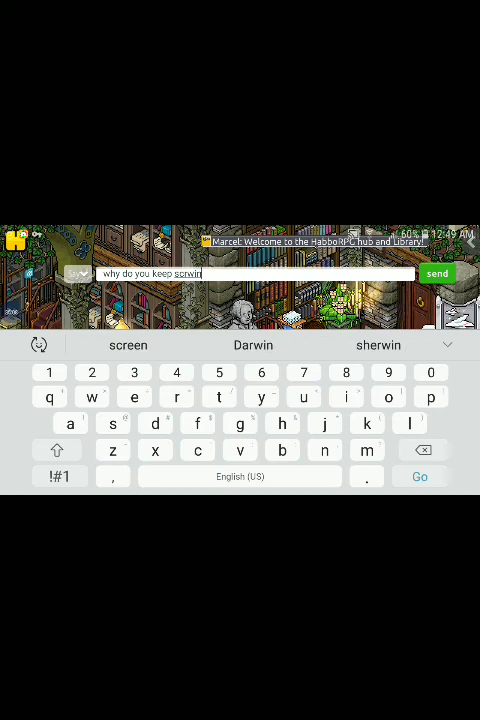 60% 12:49 AM
Marcel: Welcome to the HabboRPG hub and Library!
Say why do you keep scrwin send
screen Darwin sherwin
1 2 3 4 5 6 7 8 9 0
q w e r t y u i o p
a s d f g h j k l
z x c v b n m
!#1 , English (US) . Go